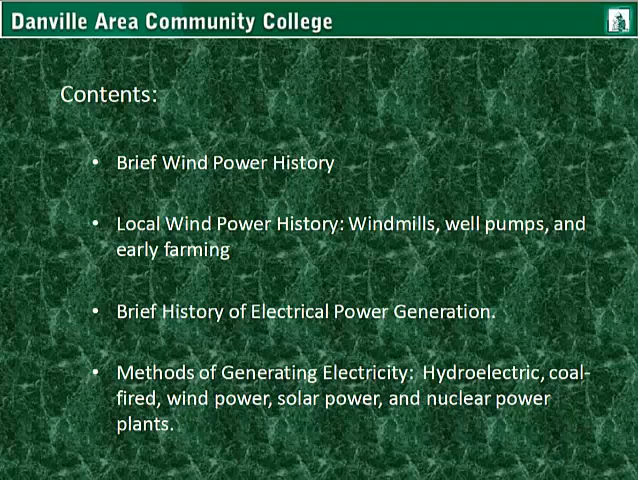 Danville Area Community College
Contents:
• Brief Wind Power History
• Local Wind Power History: Windmills, well pumps, and
early farming
• Brief History of Electrical Power Generation.
• Methods of Generating Electricity: Hydroelectric, coal-
fired, wind power, solar power, and nuclear power
plants.